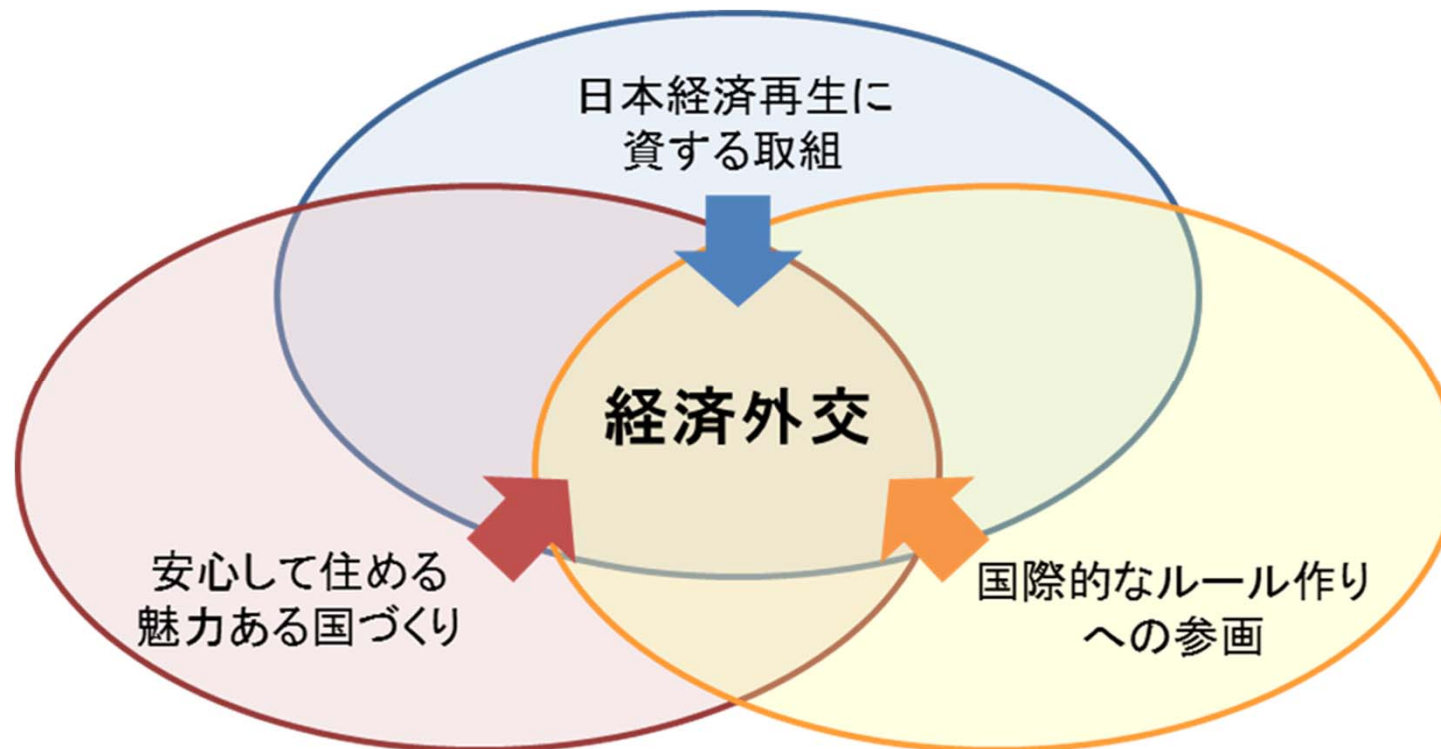 日本経済再生に
資する取組
経済外交
安心して住める
魅力ある国づくり
国際的なルール作り
への参画